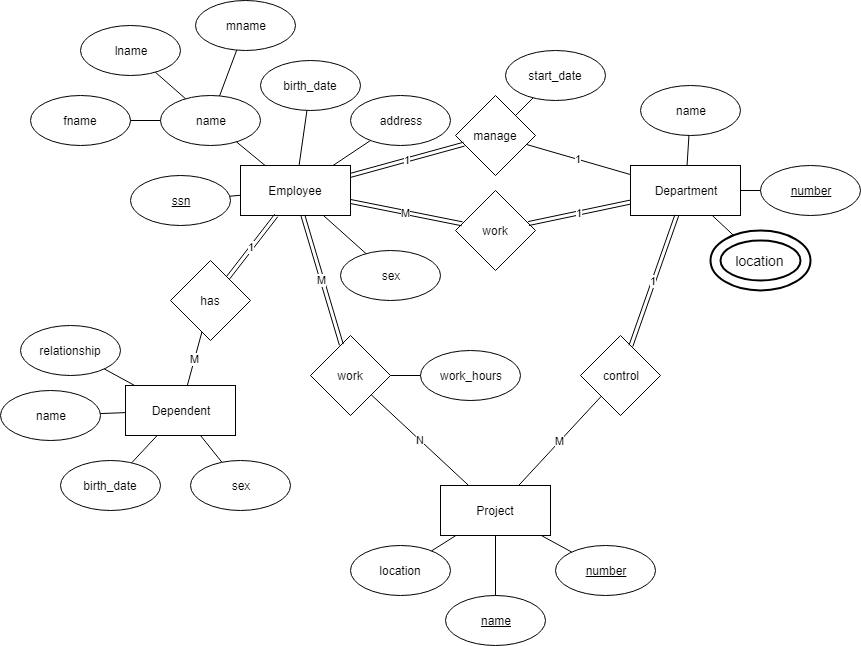 mname
lname
start_date
birth_date
name
fname
name
address
manage
1
1
Employee
Department
number
ssn
M
1
work
1
location
sex
M
1
has
relationship
M
work
work_hours
control
name
Dependent
N
M
birth_date
sex
Project
location
number
name